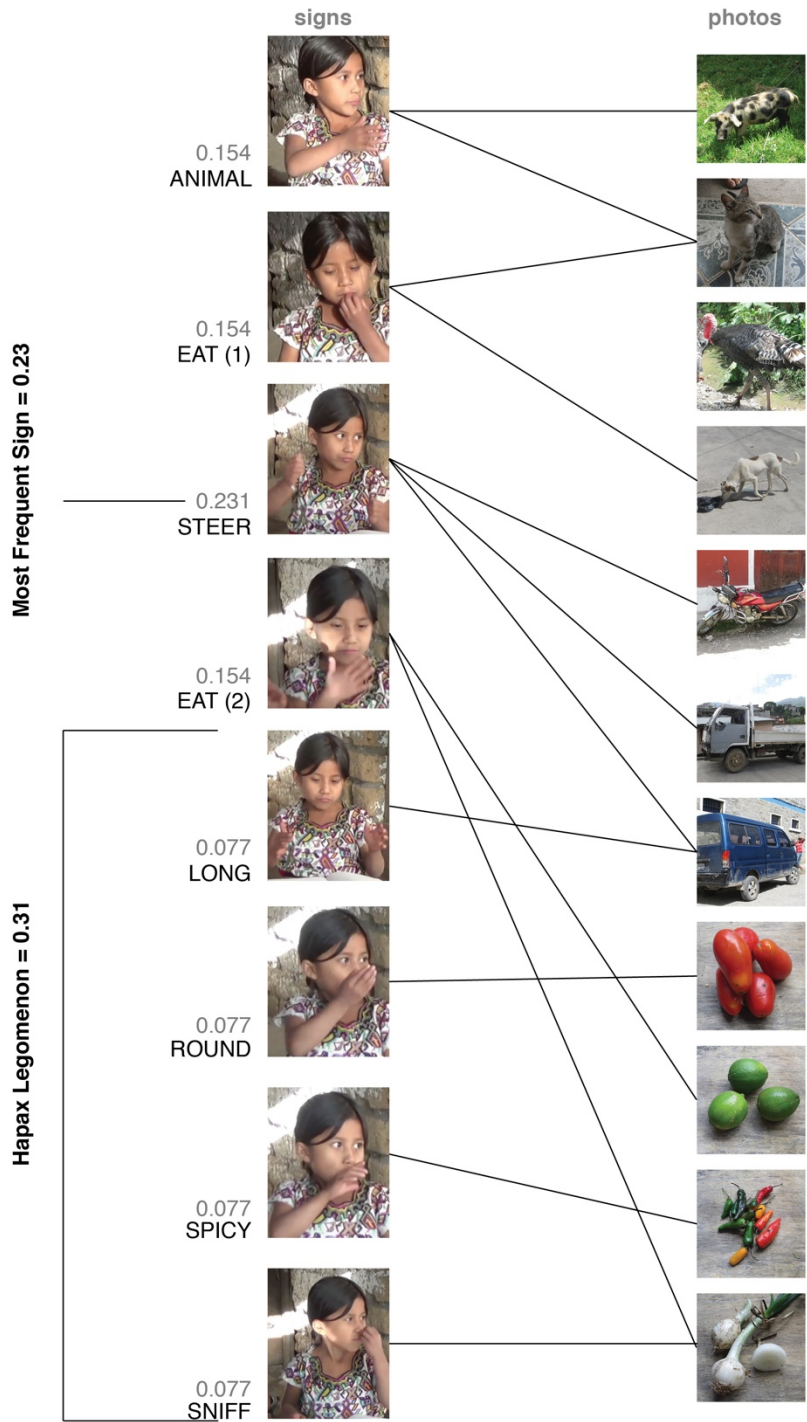 signs
photos
0.154
ANIMAL
0.154
EAT (1)
Most Frequent Sign = 0.23
0.231
STEER
0.154
EAT (2)
0.077
LONG
Hapax Legomenon = 0.31
0.077
ROUND
0.077
SPICY
0.077
SNIFF